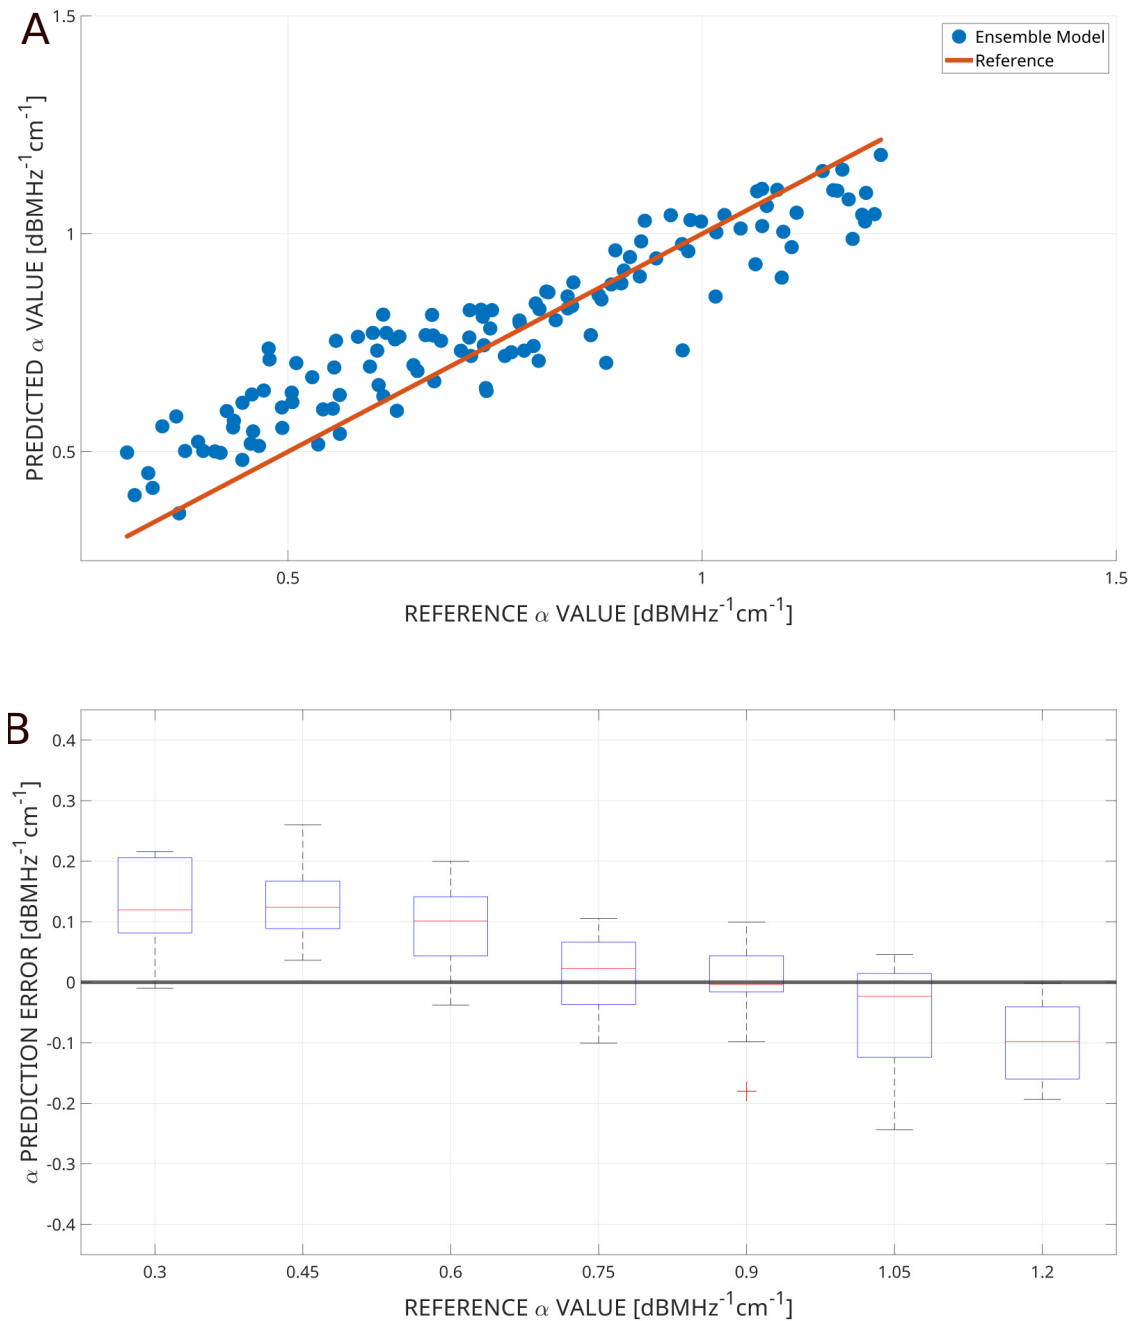 A
1.5
1
0.5
PREDICTED α VALUE [dBMHz⁻¹cm⁻¹]
Ensemble Model
Reference
0.5
1
1.5
REFERENCE α VALUE [dBMHz⁻¹cm⁻¹]
B
0.4
0.3
0.2
0.1
0
-0.1
-0.2
-0.3
-0.4
α PREDICTION ERROR [dBMHz⁻¹cm⁻¹]
0.3
0.45
0.6
0.75
0.9
1.05
1.2
REFERENCE α VALUE [dBMHz⁻¹cm⁻¹]